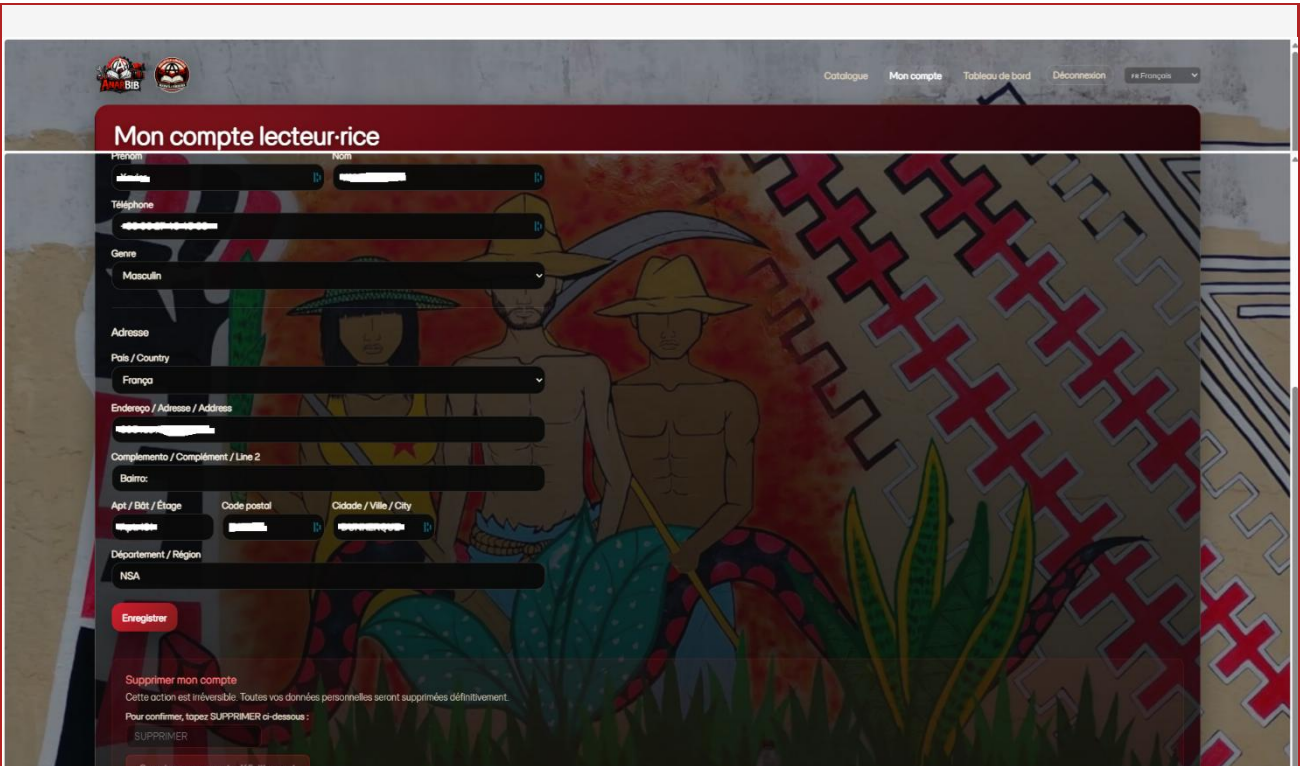 ANARBIB
Catalogue Mon compte Tableau de bord Déconnexion FR Français
Mon compte lecteur·rice
Prénom Nom
Téléphone
Genre
Masculin
Adresse
País / Country
França
Endereço / Adresse / Address
Complemento / Complément / Line 2
Bairro:
Apt / Bât / Étage Code postal Cidade / Ville / City
Département / Région
NSA
Enregistrer
Supprimer mon compte
Cette action est irréversible. Toutes vos données personnelles seront supprimées définitivement.
Pour confirmer, tapez SUPPRIMER ci-dessous :
SUPPRIMER